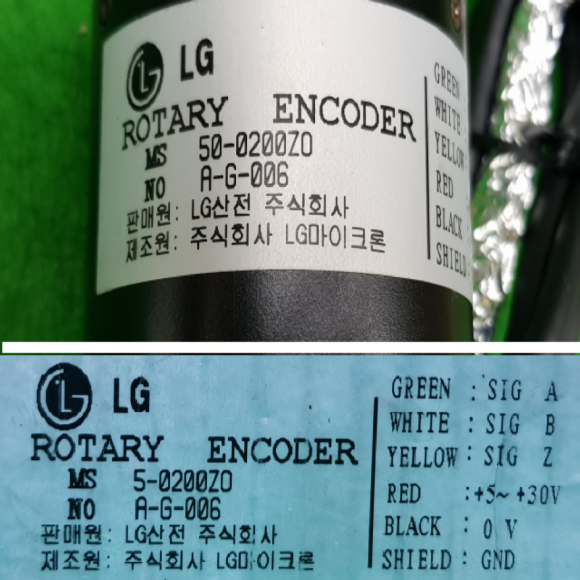 LG
ROTARY ENCODER
MS 50-0200ZO
NO A-G-006
판매원: LG산전 주식회사
제조원: 주식회사 LG마이크론
GREEN :
WHITE :
YELLOW :
RED
BLACK :
SHIELD :
LG
ROTARY ENCODER
MS 5-0200ZO
NO A-G-006
판매원: LG산전 주식회사
제조원: 주식회사 LG마이크론
GREEN : SIG A
WHITE : SIG B
YELLOW : SIG Z
RED :+5~ +30V
BLACK : 0 V
SHIELD : GND